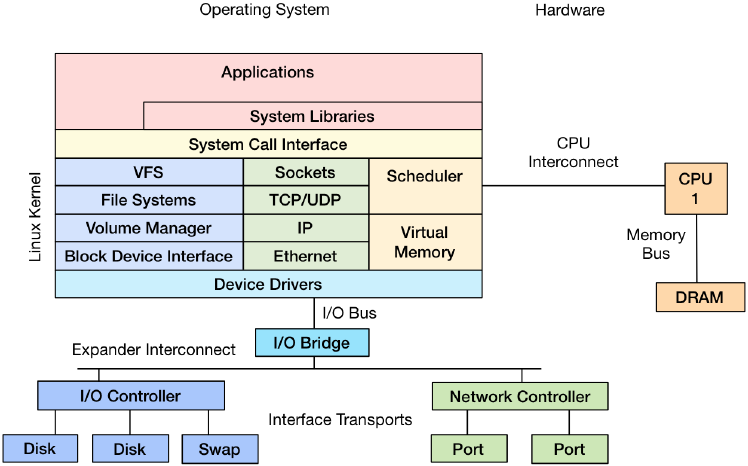 Operating System
Hardware
Applications
System Libraries
System Call Interface
Linux Kernel
VFS
Sockets
Scheduler
File Systems
TCP/UDP
Volume Manager
IP
Virtual
Memory
Block Device Interface
Ethernet
Device Drivers
CPU
Interconnect
CPU
1
Memory
Bus
DRAM
I/O Bus
I/O Bridge
Expander Interconnect
I/O Controller
Network Controller
Interface Transports
Disk
Disk
Swap
Port
Port